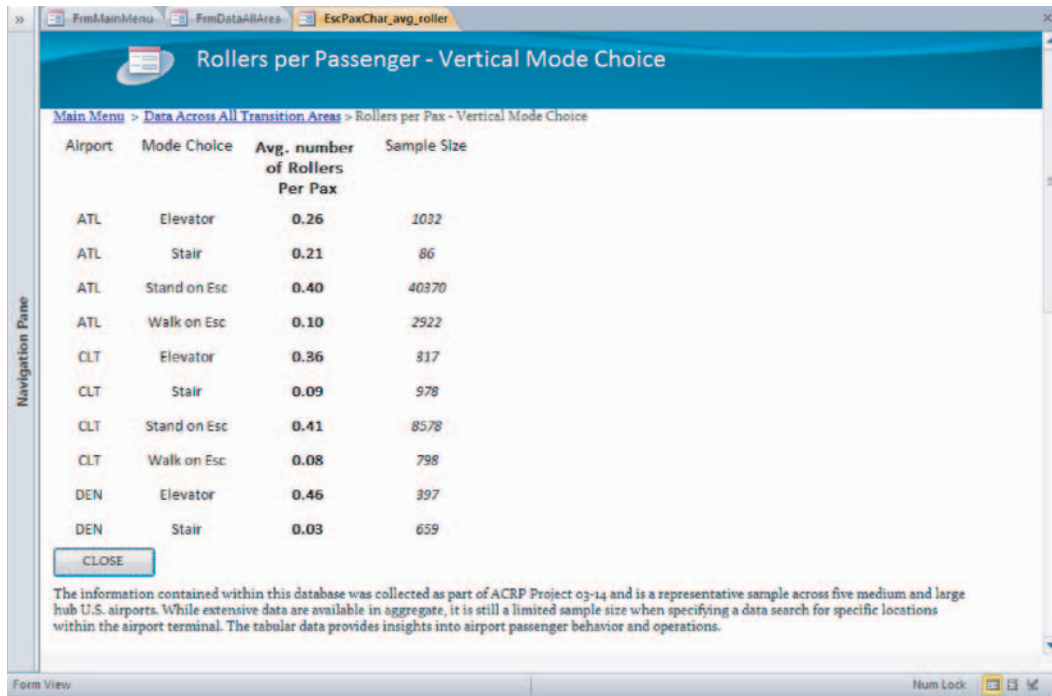 » FrmMainMenu FrmDataAllArea EscPaxChar_avg_roller ×
Rollers per Passenger - Vertical Mode Choice
Main Menu > Data Across All Transition Areas > Rollers per Pax - Vertical Mode Choice
Airport Mode Choice Avg. number Sample Size
of Rollers
Per Pax
ATL Elevator 0.26 1032
ATL Stair 0.21 86
ATL Stand on Esc 0.40 40370
ATL Walk on Esc 0.10 2922
CLT Elevator 0.36 817
CLT Stair 0.09 978
CLT Stand on Esc 0.41 8578
CLT Walk on Esc 0.08 798
DEN Elevator 0.46 397
DEN Stair 0.03 659
CLOSE
The information contained within this database was collected as part of ACRP Project 03-14 and is a representative sample across five medium and large
hub U.S. airports. While extensive data are available in aggregate, it is still a limited sample size when specifying a data search for specific locations
within the airport terminal. The tabular data provides insights into airport passenger behavior and operations.
Navigation Pane
Form View Num Lock